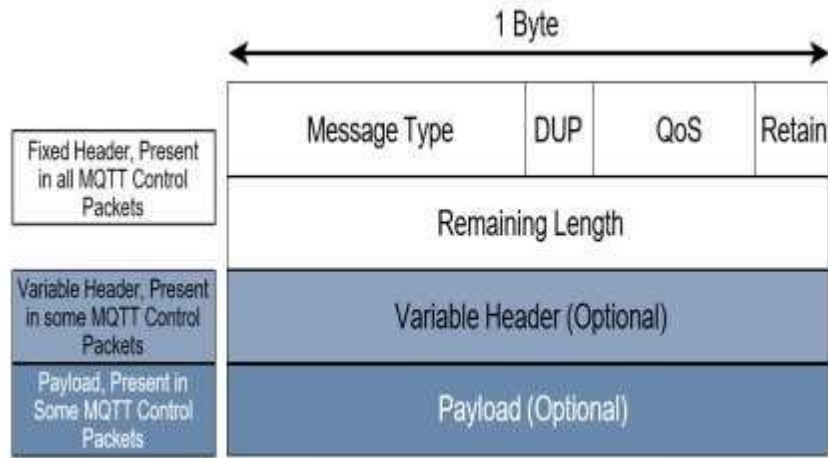 1 Byte
Message Type DUP QoS Retain
Fixed Header, Present
in all MQTT Control
Packets
Remaining Length
Variable Header, Present
in some MQTT Control
Packets
Variable Header (Optional)
Payload, Present in
Some MQTT Control
Packets
Payload (Optional)